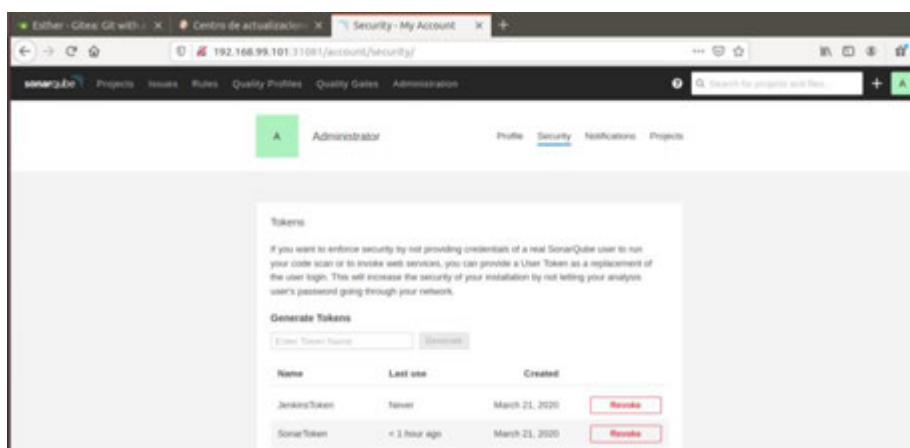 Esther - Gitea: Git with
Centro de actualizacion
Security - My Account
192.168.99.101:31081/account/security/
sonarqube Projects Issues Rules Quality Profiles Quality Gates Administration
Search for projects and files...
A
A Administrator
Profile Security Notifications Projects
Tokens
If you want to enforce security by not providing credentials of a real SonarQube user to run
your code scan or to invoke web services, you can provide a User Token as a replacement of
the user login. This will increase the security of your installation by not letting your analysis
user's password going through your network.
Generate Tokens
Enter Token Name Generate
Name Last use Created
JenkinsToken Never March 21, 2020 Revoke
SonarToken < 1 hour ago March 21, 2020 Revoke